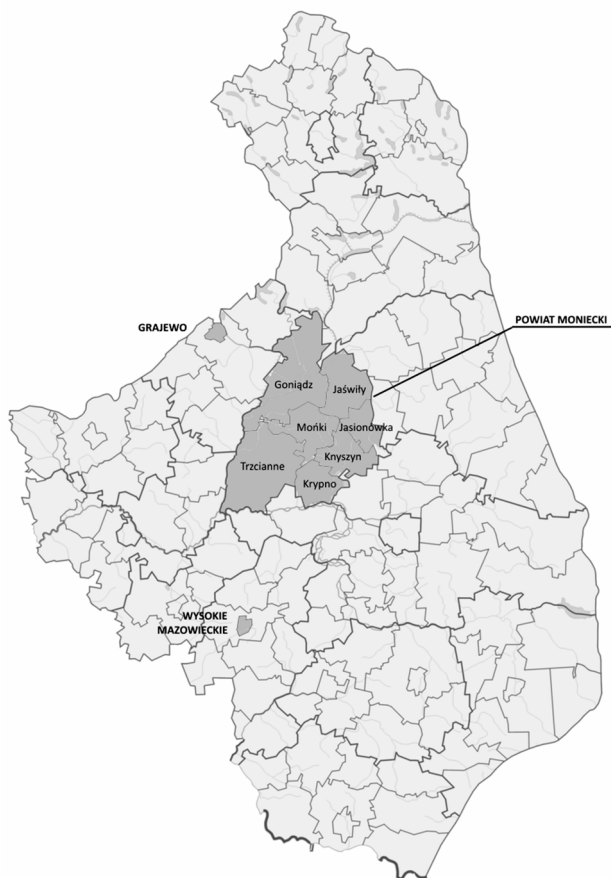 POWIAT MONIECKI
GRAJEWO
Goniądz
Jaświły
Mońki
Jasionówka
Knyszyn
Trzcianne
Krypno
WYSOKIE
MAZOWIECKIE